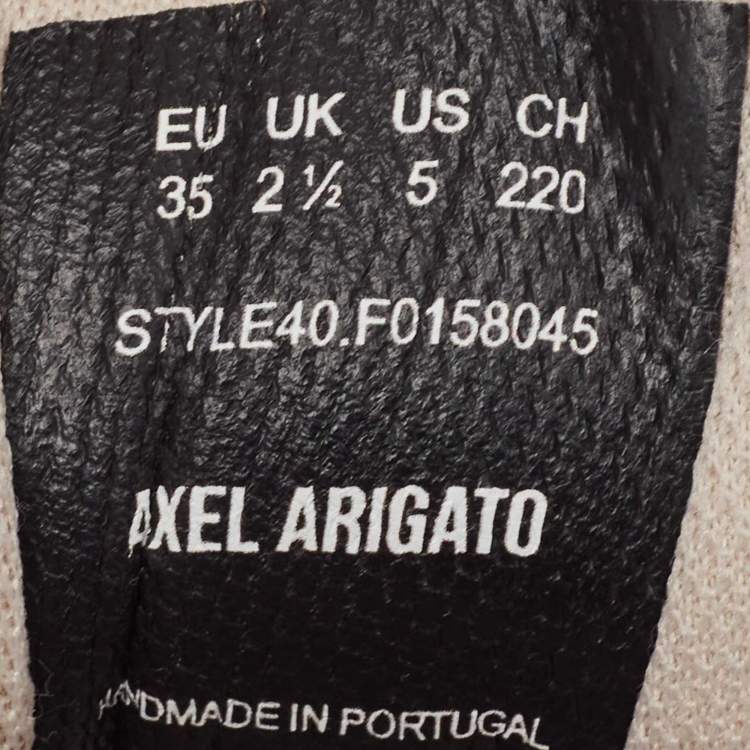 EU UK US CH
35 2 ½ 5 220
STYLE40.F0158045
AXEL ARIGATO
HANDMADE IN PORTUGAL